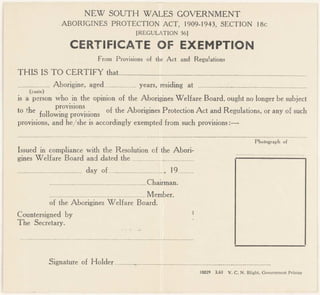 NEW SOUTH WALES GOVERNMENT
ABORIGINES PROTECTION ACT, 1909-1943, SECTION 18c
[REGULATION 56]
CERTIFICATE OF EXEMPTION
From Provisions of the Act and Regulations
THIS IS TO CERTIFY that
Aborigine, aged years, residing at
(caste)
is a person who in the opinion of the Aborigines Welfare Board, ought no longer be subject
to the provisions
following provisions of the Aborigines Protection Act and Regulations, or any of such
provisions, and he/she is accordingly exempted from such provisions :—
Photograph of
Issued in compliance with the Resolution of the Abori-
gines Welfare Board and dated the
day of , 19
Chairman.
Member.
of the Aborigines Welfare Board.
Countersigned by
The Secretary.
Signature of Holder
10029 3.61 V. C. N. Blight, Government Printer